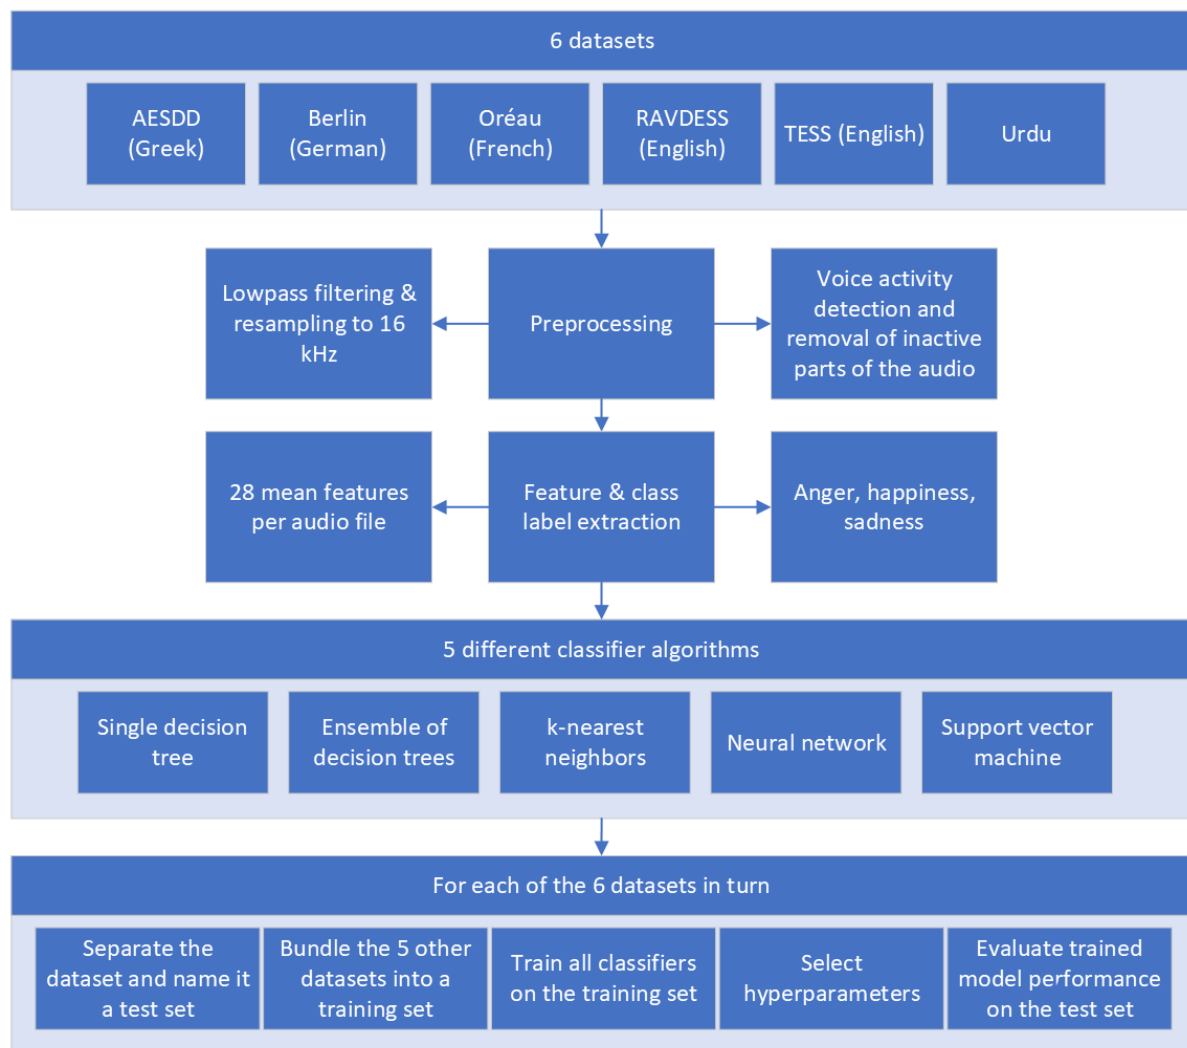 6 datasets
AESDD
(Greek)
Berlin
(German)
Oréau
(French)
RAVDESS
(English)
TESS (English)
Urdu
Lowpass filtering &
resampling to 16
kHz
Preprocessing
Voice activity
detection and
removal of inactive
parts of the audio
28 mean features
per audio file
Feature & class
label extraction
Anger, happiness,
sadness
5 different classifier algorithms
Single decision
tree
Ensemble of
decision trees
k-nearest
neighbors
Neural network
Support vector
machine
For each of the 6 datasets in turn
Separate the
dataset and name it
a test set
Bundle the 5 other
datasets into a
training set
Train all classifiers
on the training set
Select
hyperparameters
Evaluate trained
model performance
on the test set